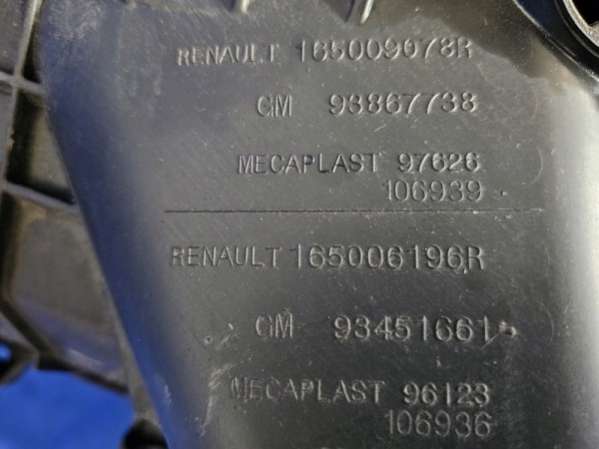 RENAULT 165009078R
GM 93867738
MECAPLAST 97626
106939
RENAULT 165006196R
GM 93451661
MECAPLAST 96123
106936